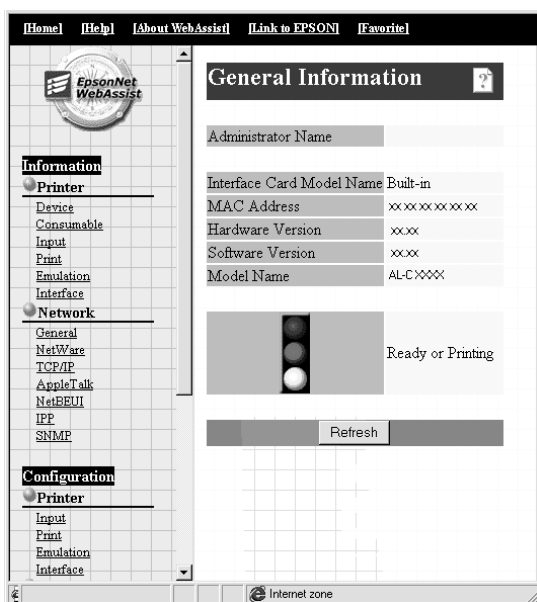 [Home] [Help] [About WebAssist] [Link to EPSON] [Favorite]
EpsonNet
WebAssist
Information
Printer
Device
Consumable
Input
Print
Emulation
Interface
Network
General
NetWare
TCP/IP
AppleTalk
NetBEUI
IPP
SNMP
Configuration
Printer
Input
Print
Emulation
Interface
General Information
?
Administrator Name
Interface Card Model Name Built-in
MAC Address xx xx xx xx xx xx
Hardware Version xx.xx
Software Version xx.xx
Model Name AL-CXXXX
Ready or Printing
Refresh
Internet zone